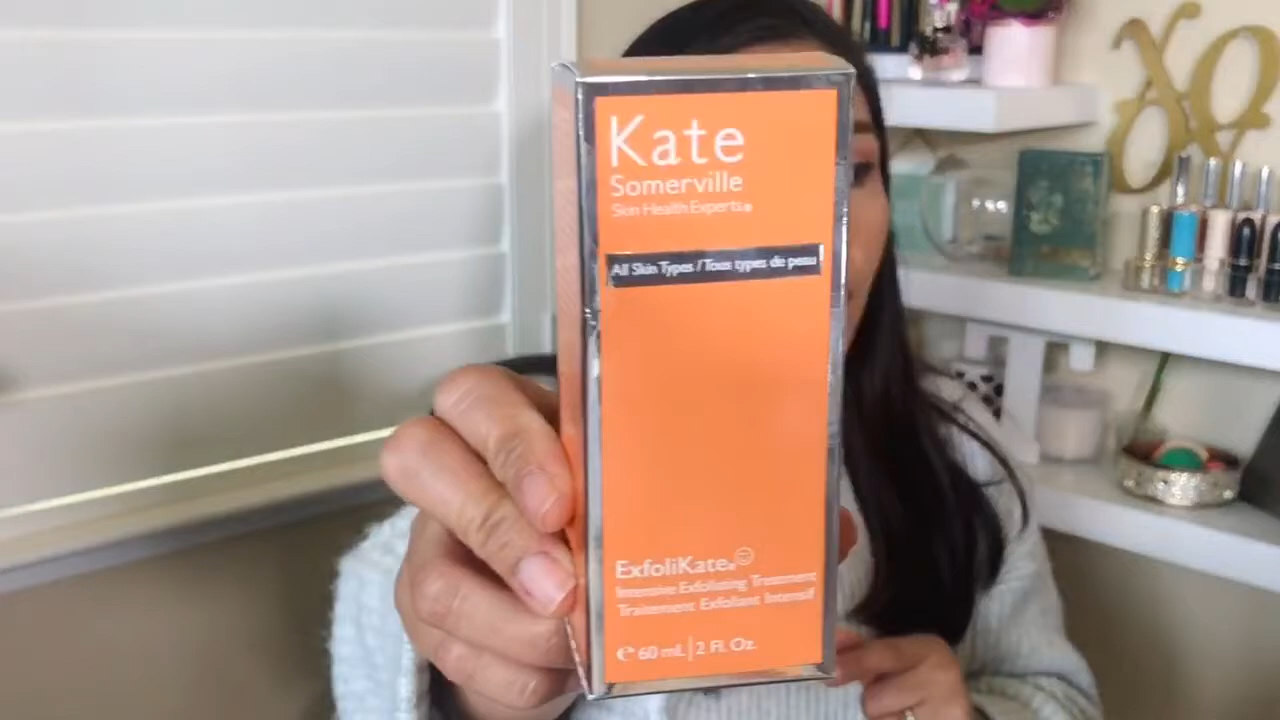 Kate
Somerville
Skin Health Experts®
All Skin Types / Tous types de peau
ExfoliKate®
Intensive Exfoliating Treatment
Traitement Exfoliant Intensif
℮ 60 mL | 2 Fl. Oz.